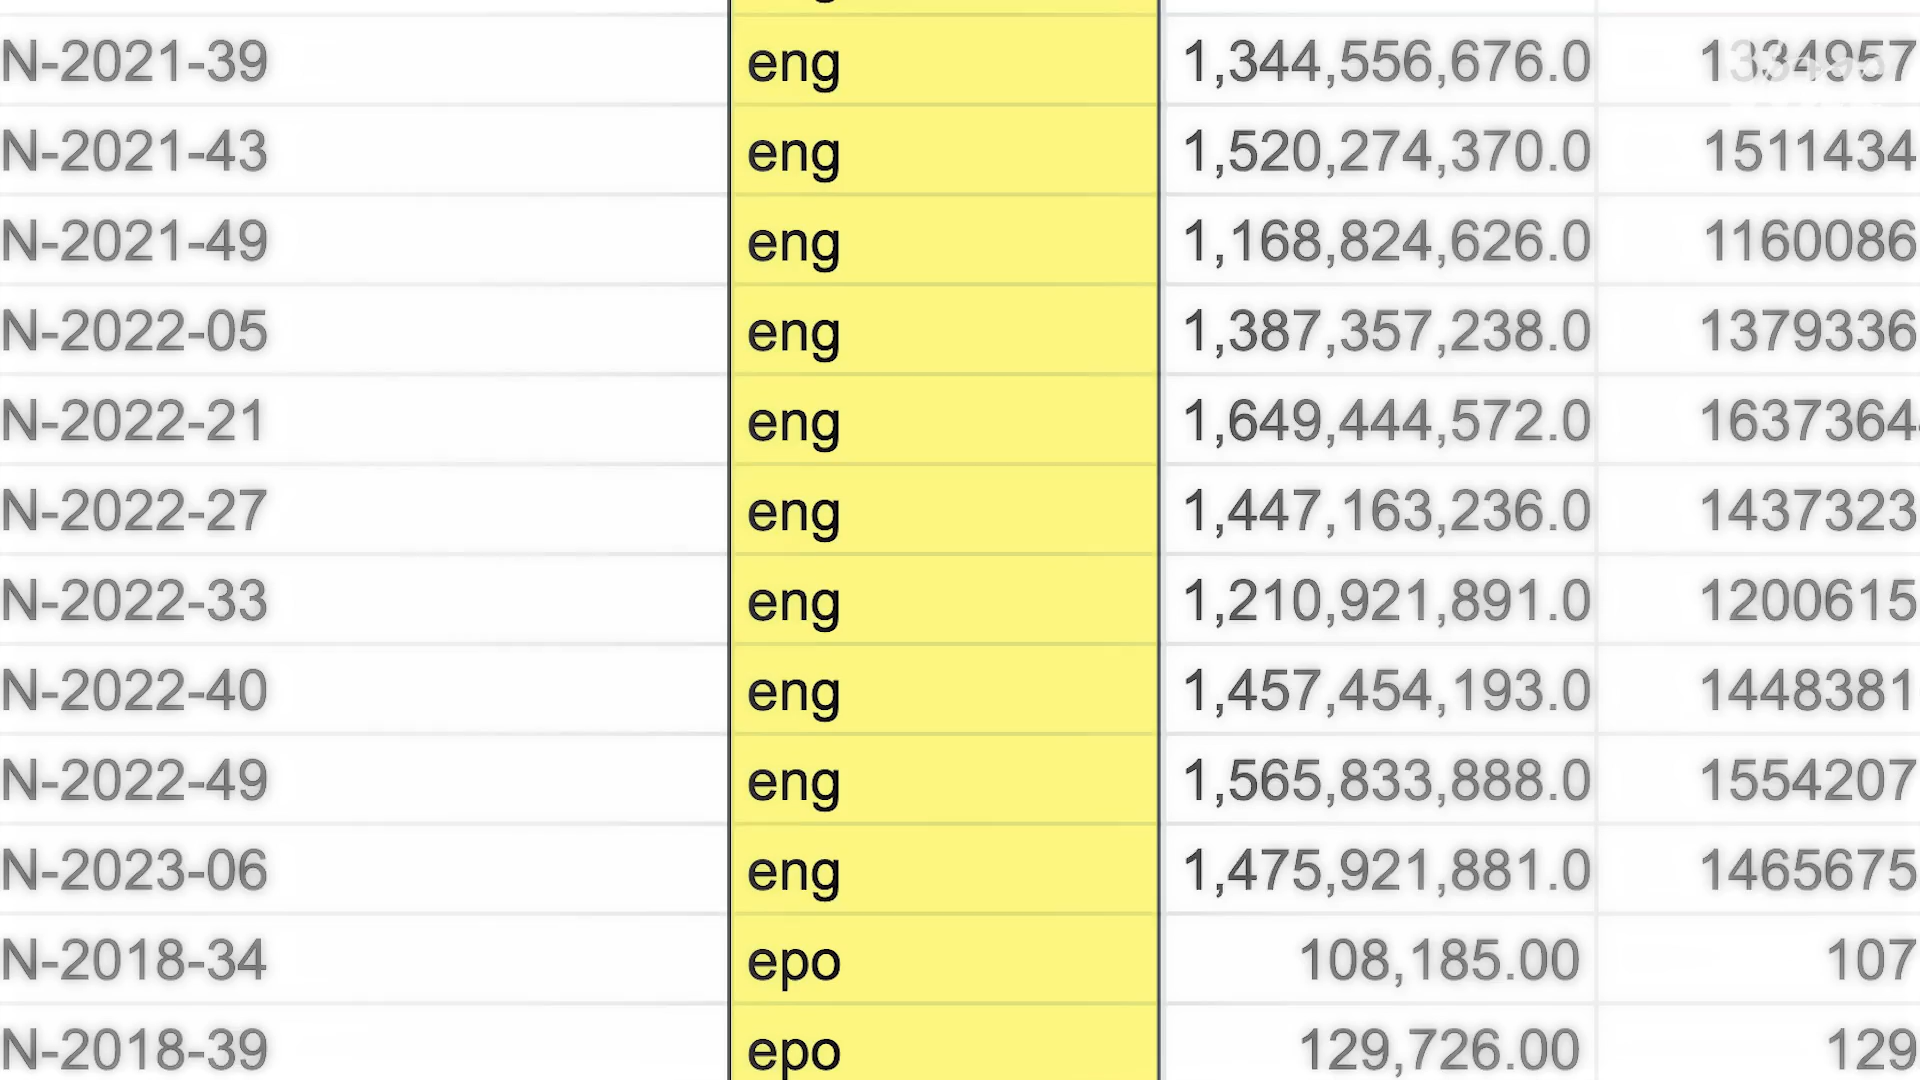 N-2021-39 eng 1,344,556,676.0 1334957
N-2021-43 eng 1,520,274,370.0 1511434
N-2021-49 eng 1,168,824,626.0 1160086
N-2022-05 eng 1,387,357,238.0 1379336
N-2022-21 eng 1,649,444,572.0 1637364
N-2022-27 eng 1,447,163,236.0 1437323
N-2022-33 eng 1,210,921,891.0 1200615
N-2022-40 eng 1,457,454,193.0 1448381
N-2022-49 eng 1,565,833,888.0 1554207
N-2023-06 eng 1,475,921,881.0 1465675
N-2018-34 epo 108,185.00 107
N-2018-39 epo 129,726.00 129